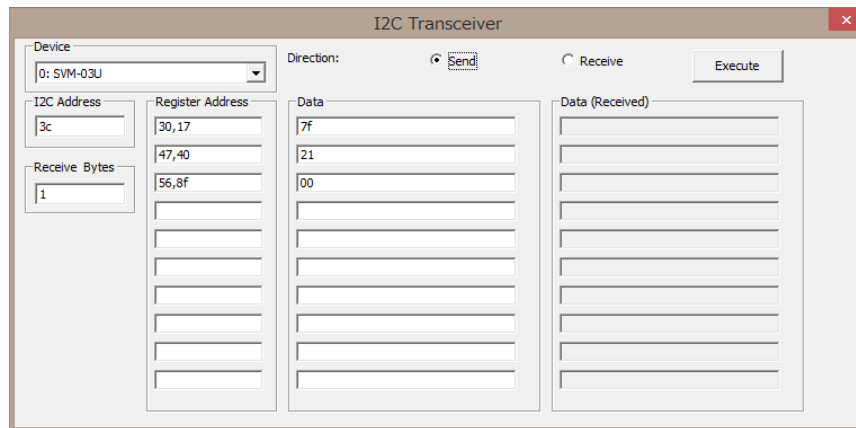 I2C Transceiver
Device
0: SVM-03U
Direction:
Send
Receive
Execute
I2C Address
3c
Receive Bytes
1
Register Address
30,17
47,40
56,8f
Data
7f
21
00
Data (Received)